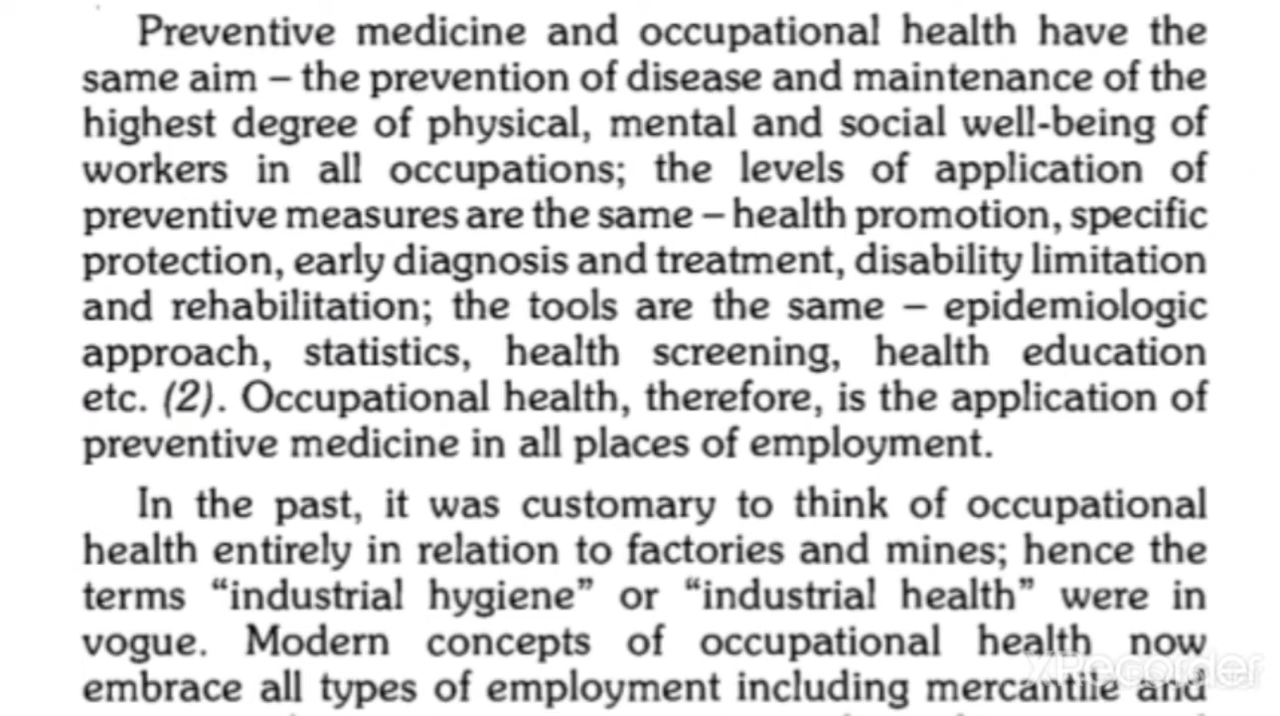 Preventive medicine and occupational health have the
same aim – the prevention of disease and maintenance of the
highest degree of physical, mental and social well-being of
workers in all occupations; the levels of application of
preventive measures are the same – health promotion, specific
protection, early diagnosis and treatment, disability limitation
and rehabilitation; the tools are the same – epidemiologic
approach, statistics, health screening, health education
etc. (2). Occupational health, therefore, is the application of
preventive medicine in all places of employment.
In the past, it was customary to think of occupational
health entirely in relation to factories and mines; hence the
terms “industrial hygiene” or “industrial health” were in
vogue. Modern concepts of occupational health now
embrace all types of employment including mercantile and
XRecorder